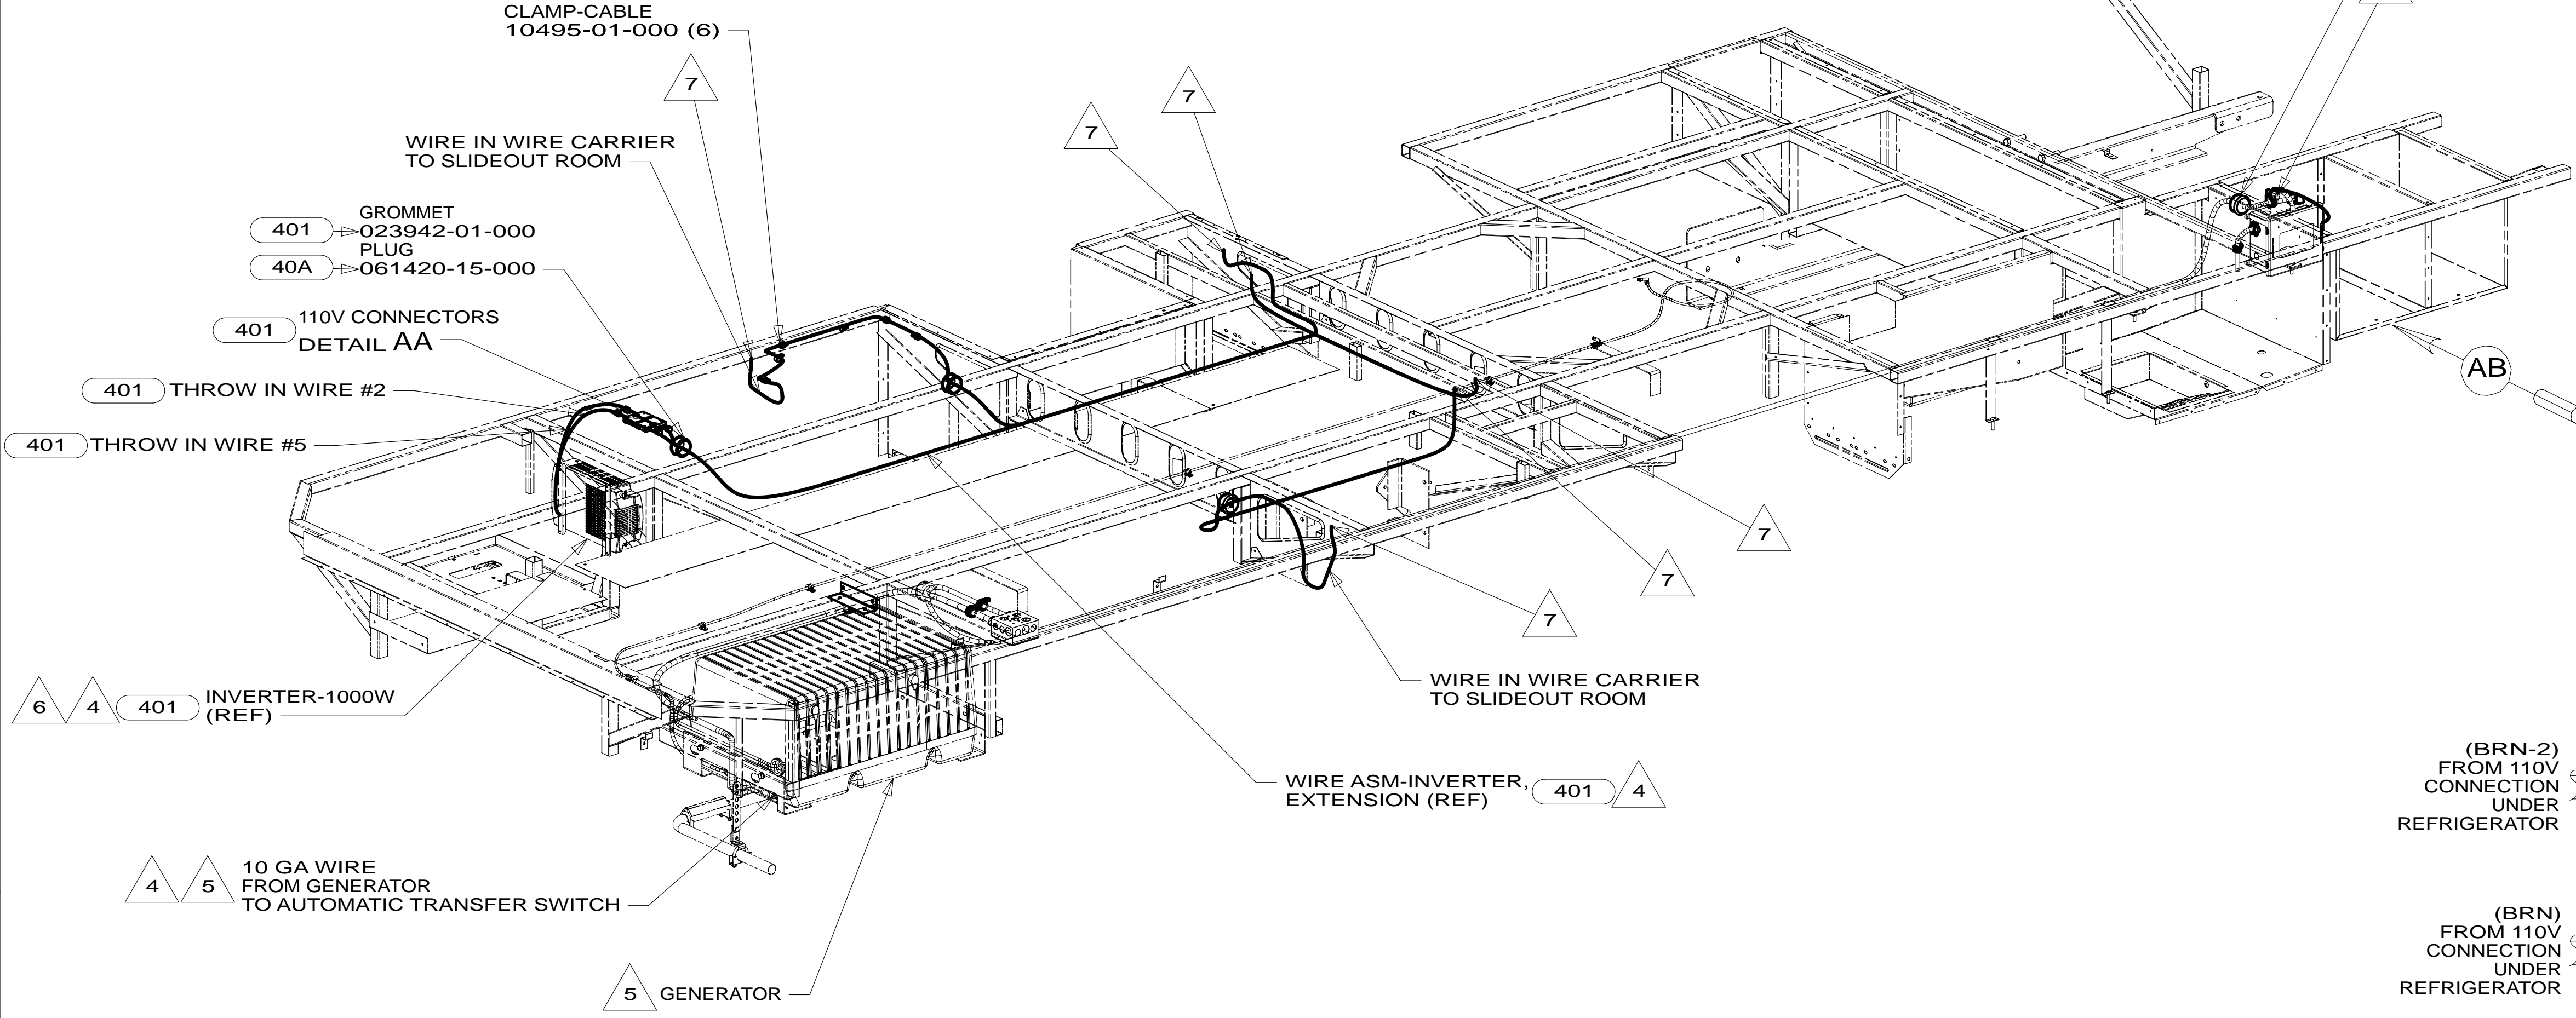 CLAMP-CABLE
10495-01-000 (6)
7
7
7
WIRE IN WIRE CARRIER
TO SLIDEOUT ROOM
GROMMET
401 023942-01-000
PLUG
40A 061420-15-000
401 110V CONNECTORS
DETAIL AA
401 THROW IN WIRE #2
401 THROW IN WIRE #5
AB
7
7
7
WIRE IN WIRE CARRIER
TO SLIDEOUT ROOM
6 4 401 INVERTER-1000W
(REF)
WIRE ASM-INVERTER,
EXTENSION (REF) 401 4
(BRN-2)
FROM 110V
CONNECTION
UNDER
REFRIGERATOR
4 5 10 GA WIRE
FROM GENERATOR
TO AUTOMATIC TRANSFER SWITCH
(BRN)
FROM 110V
CONNECTION
UNDER
REFRIGERATOR
5 GENERATOR